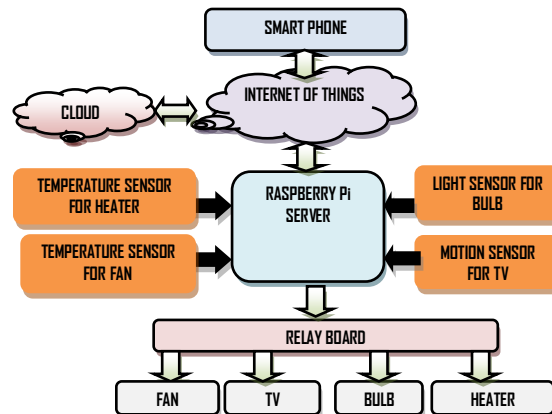 SMART PHONE
INTERNET OF THINGS
CLOUD
TEMPERATURE SENSOR
FOR HEATER
RASPBERRY Pi
SERVER
LIGHT SENSOR FOR
BULB
TEMPERATURE SENSOR
FOR FAN
MOTION SENSOR
FOR TV
RELAY BOARD
FAN
TV
BULB
HEATER